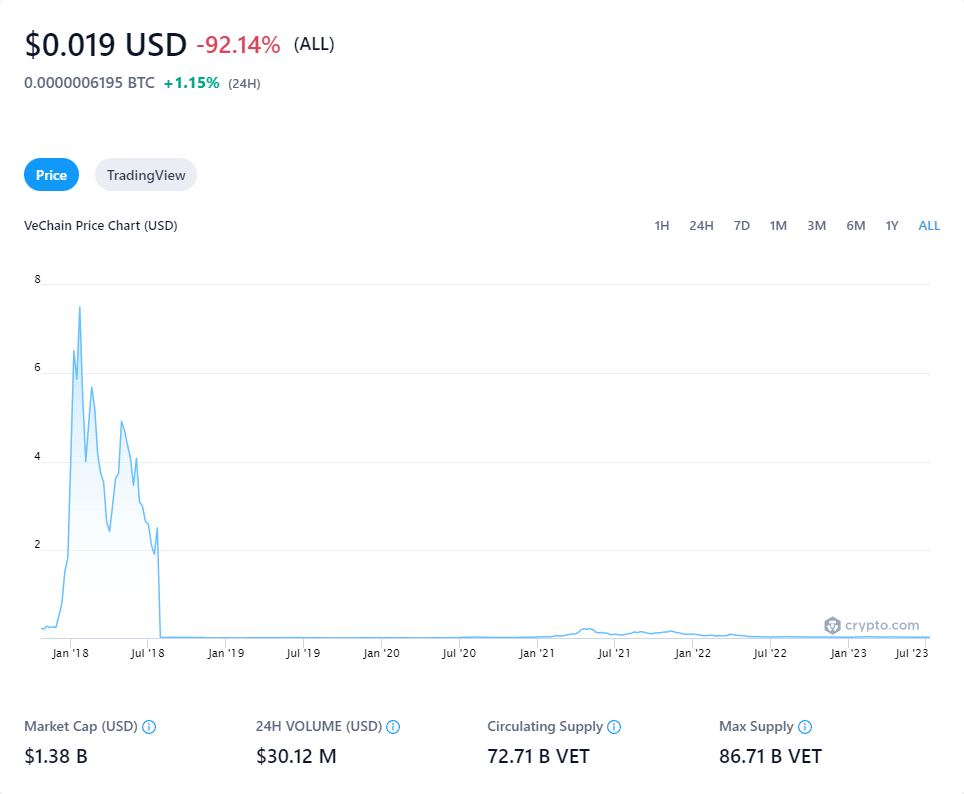 $0.019 USD -92.14% (ALL)
0.0000006195 BTC +1.15% (24H)
Price TradingView
VeChain Price Chart (USD) 1H 24H 7D 1M 3M 6M 1Y ALL
8
6
4
2
crypto.com
Jan '18 Jul '18 Jan '19 Jul '19 Jan '20 Jul '20 Jan '21 Jul '21 Jan '22 Jul '22 Jan '23 Jul '23
Market Cap (USD) 24H VOLUME (USD) Circulating Supply Max Supply
$1.38 B $30.12 M 72.71 B VET 86.71 B VET